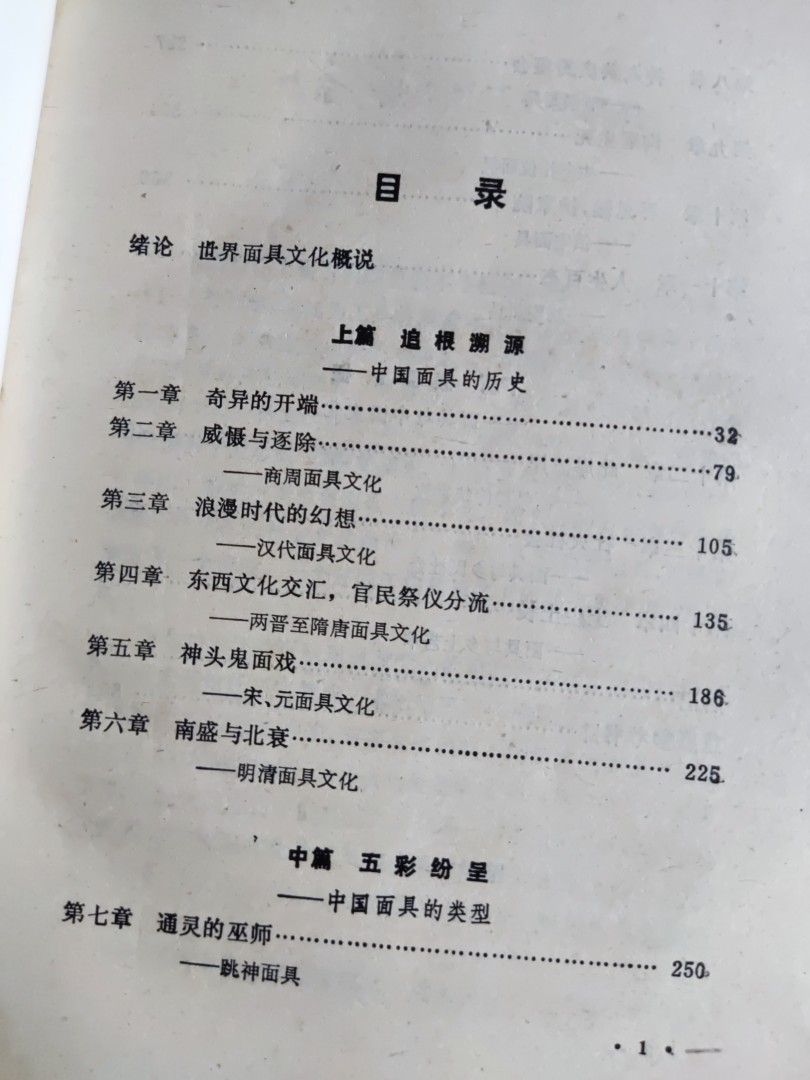 目 录
绪论 世界面具文化概说
上篇 追根溯源
——中国面具的历史
第一章 奇异的开端……………………………………………32
第二章 威慑与逐除……………………………………………79
——商周面具文化
第三章 浪漫时代的幻想……………………………………105
——汉代面具文化
第四章 东西文化交汇，官民祭仪分流…………………135
——两晋至隋唐面具文化
第五章 神头鬼面戏…………………………………………186
——宋、元面具文化
第六章 南盛与北衰…………………………………………225
——明清面具文化
中篇 五彩纷呈
——中国面具的类型
第七章 通灵的巫师…………………………………………250
——跳神面具
· 1 ·